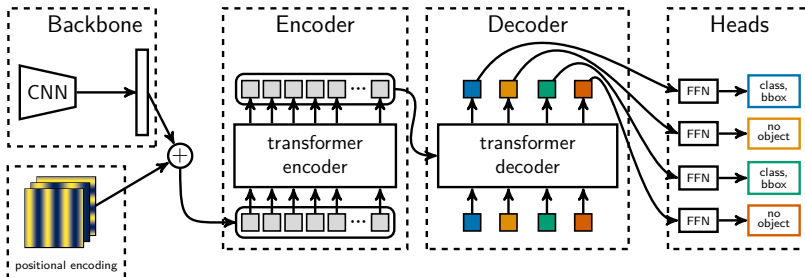 Backbone
Encoder
Decoder
Heads
CNN
+
positional encoding
...
transformer
encoder
...
transformer
decoder
FFN
class,
bbox
FFN
no
object
FFN
class,
bbox
FFN
no
object